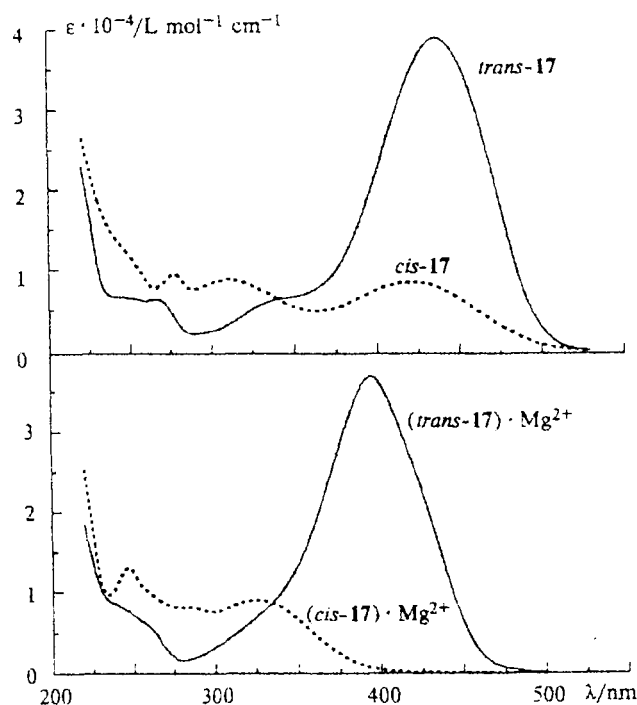 ε · 10⁻⁴/L mol⁻¹ cm⁻¹
4
trans-17
3
2
cis-17
1
0
0
(trans-17) · Mg²⁺
3
2
1
(cis-17) · Mg²⁺
0
200 300 400 500 λ/nm